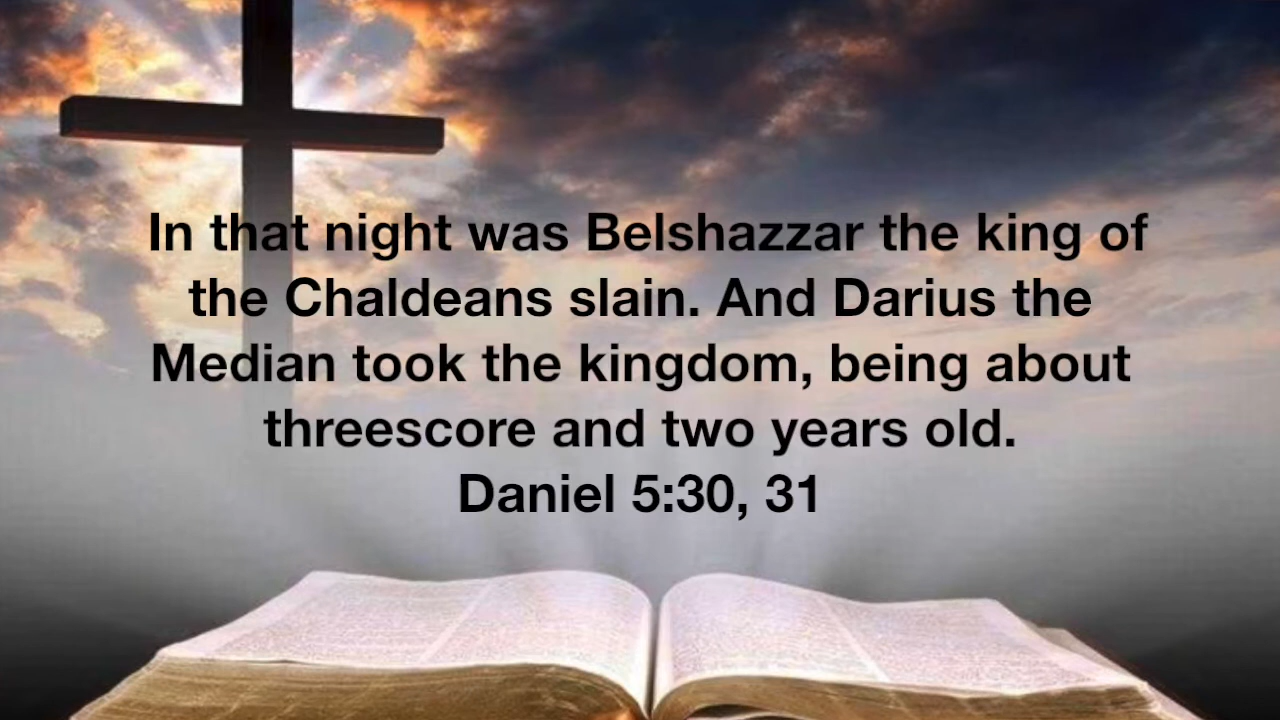 In that night was Belshazzar the king of
the Chaldeans slain. And Darius the
Median took the kingdom, being about
threescore and two years old.
Daniel 5:30, 31